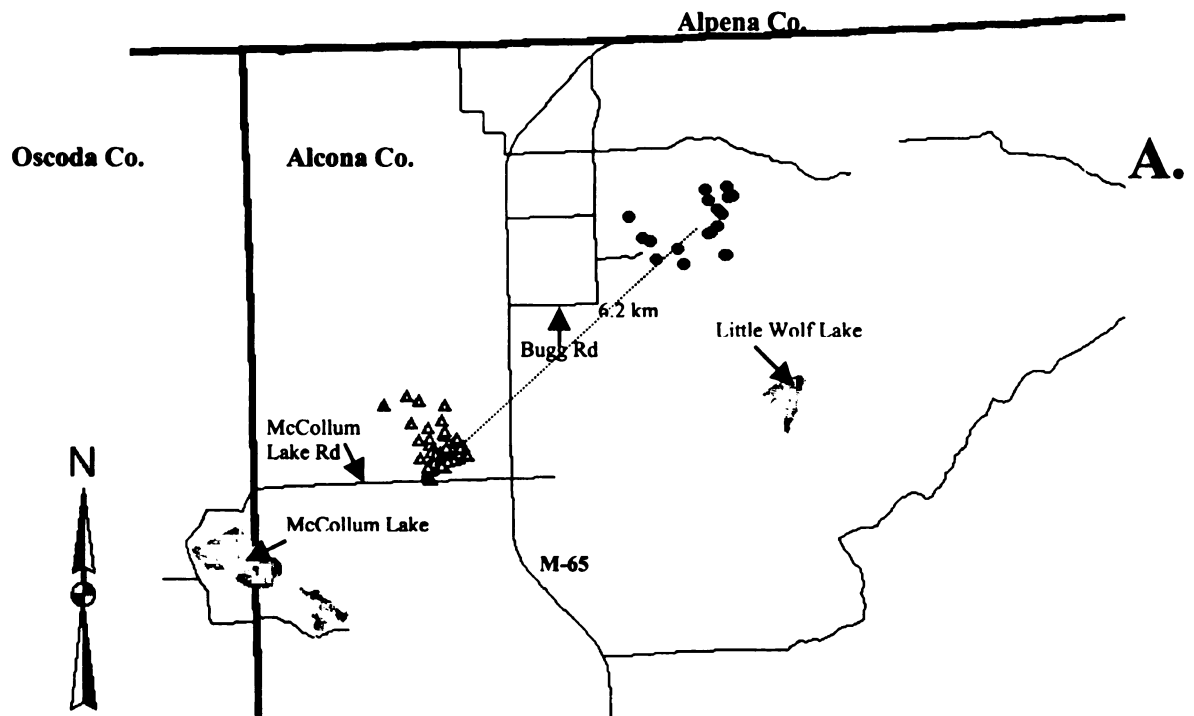 Alpena Co.
Oscoda Co.
Alcona Co.
A.
6.2 km
Little Wolf Lake
Bugg Rd
McCollum
Lake Rd
N
McCollum Lake
M-65